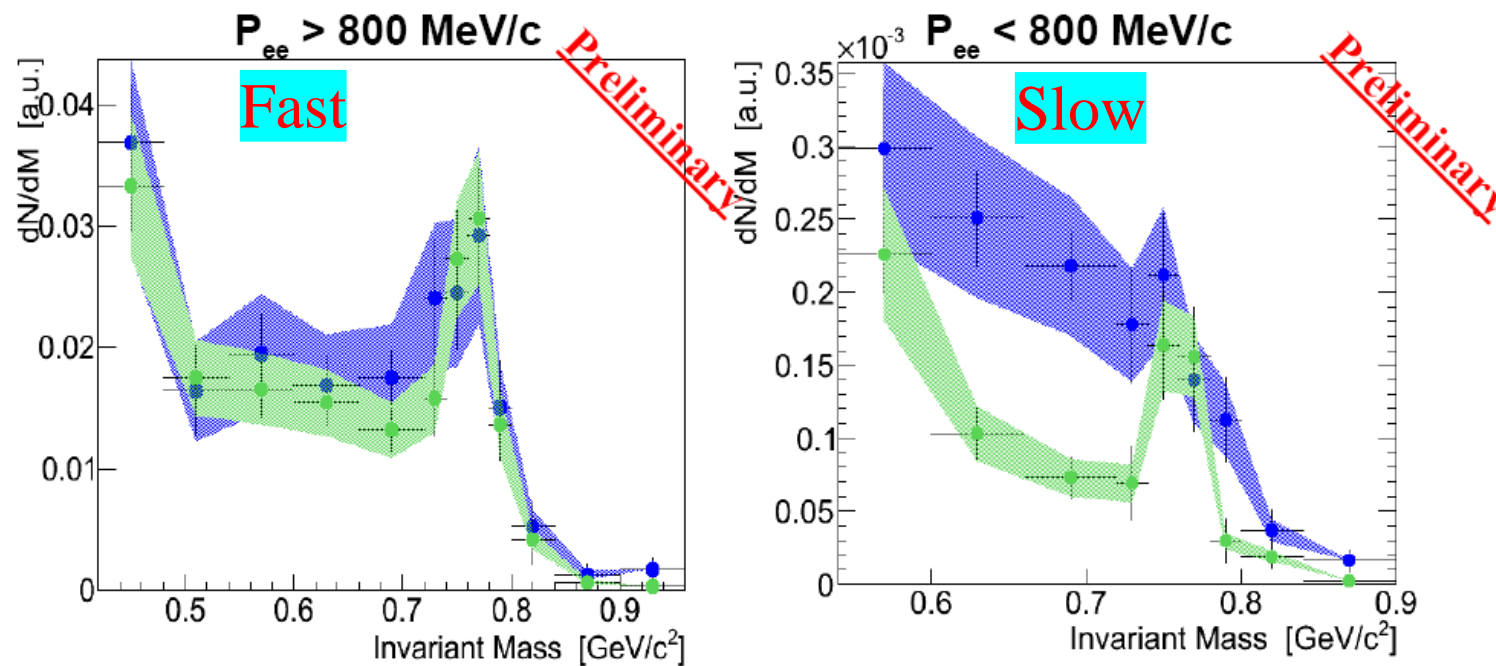 P_ee > 800 MeV/c
Preliminary
Fast
dN/dM [a.u.]
0.04
0.03
0.02
0.01
0
0.5 0.6 0.7 0.8 0.9
Invariant Mass [GeV/c²]
×10⁻³ P_ee < 800 MeV/c
Preliminary
Slow
dN/dM [a.u.]
0.35
0.3
0.25
0.2
0.15
0.1
0.05
0
0.6 0.7 0.8 0.9
Invariant Mass [GeV/c²]